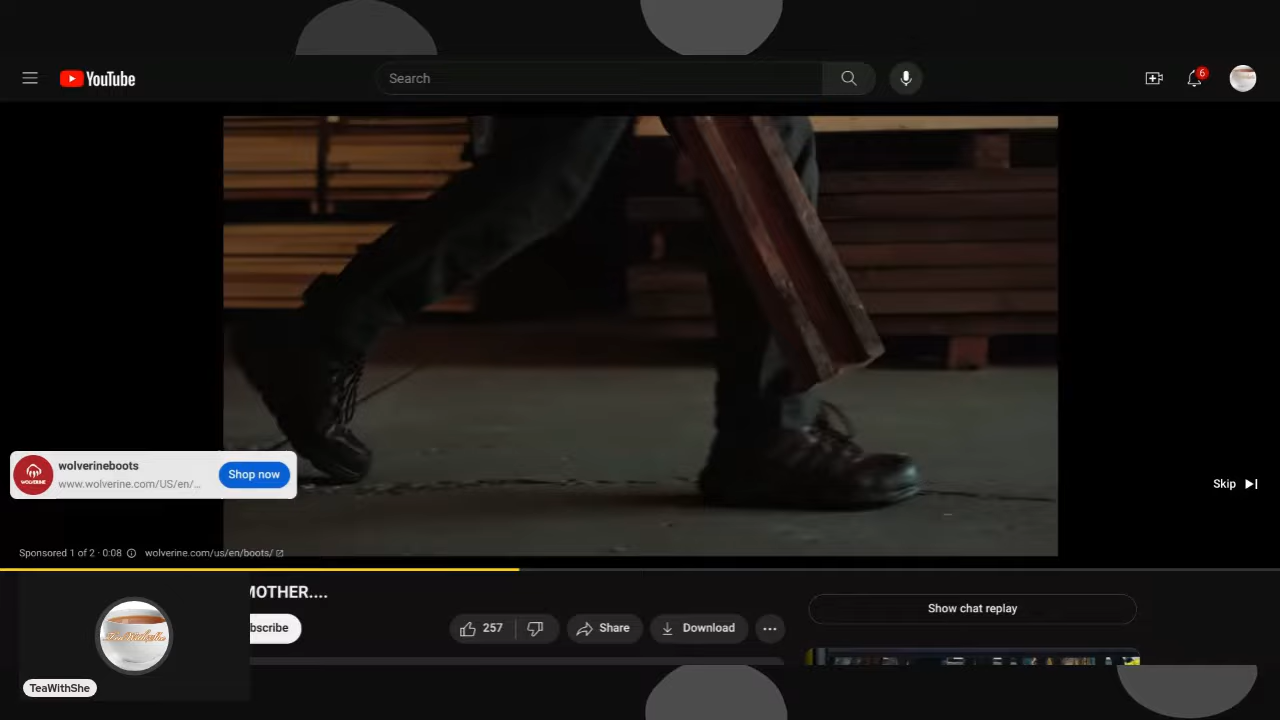 YouTube
Search
6
wolverineboots
www.wolverine.com/US/en/...
Shop now
WOLVERINE
Skip
Sponsored 1 of 2 · 0:08
wolverine.com/us/en/boots/
MOTHER....
bscribe
257
Share
Download
Show chat replay
TeaWithShe
TeaWithShe